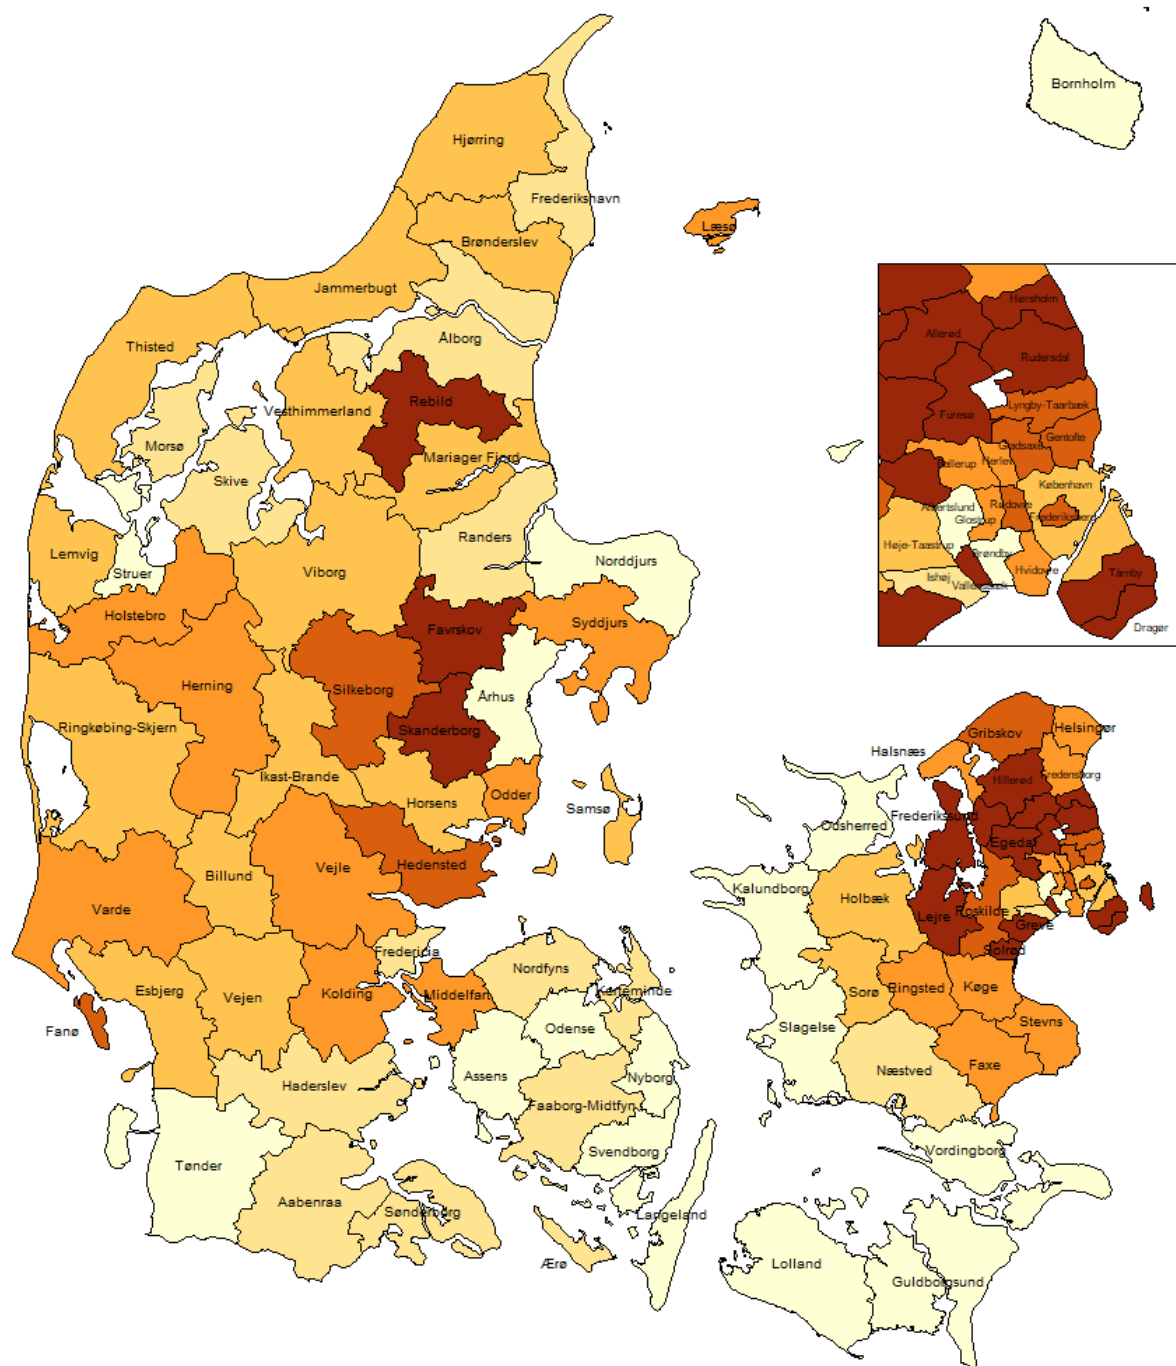 Bornholm
Hjørring
Frederikshavn
Læsø
Brønderslev
Jammerbugt
Thisted
Ålborg
Rebild
Vesthimmerland
Morsø
Mariager Fjord
Skive
Randers
Lemvig
Viborg
Norddjurs
Struer
Holstebro
Favrskov
Syddjurs
Herning
Silkeborg
Århus
Ringkøbing-Skjern
Skanderborg
Ikast-Brande
Horsens
Odder
Samsø
Hedensted
Vejle
Billund
Varde
Fredericia
Esbjerg
Vejen
Kolding
Middelfart
Nordfyns
Kerteminde
Fanø
Odense
Haderslev
Assens
Nyborg
Faaborg-Midtfyn
Svendborg
Tønder
Aabenraa
Sønderborg
Langeland
Ærø
Hørsholm
Allerød
Rudersdal
Lyngby-Taarbæk
Furesø
Gentofte
Gladsaxe
Ballerup
Herlev
København
Albertslund
Rødovre
Glostrup
Frederiksberg
Høje-Taastrup
Brøndby
Hvidovre
Ishøj
Vallensbæk
Tårnby
Dragør
Helsingør
Gribskov
Halsnæs
Hillerød
Fredensborg
Frederikssund
Odsherred
Egedal
Kalundborg
Holbæk
Lejre
Roskilde
Greve
Solrød
Sorø
Ringsted
Køge
Slagelse
Stevns
Næstved
Faxe
Vordingborg
Lolland
Guldborgsund